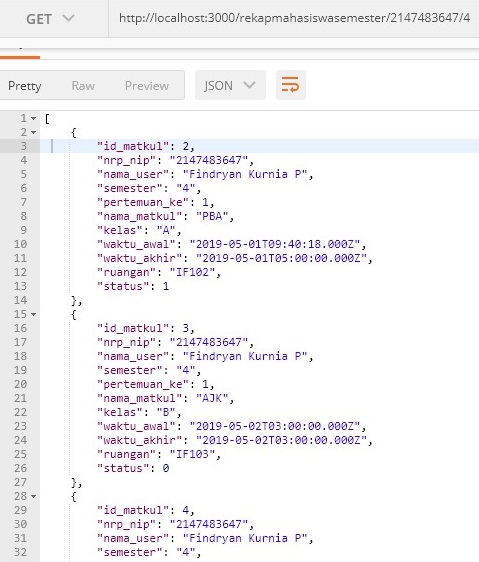 GET http://localhost:3000/rekapmahasiswasemester/2147483647/4
Pretty Raw Preview JSON
1 [
2 {
3 "id_matkul": 2,
4 "nrp_nip": "2147483647",
5 "nama_user": "Findryan Kurnia P",
6 "semester": "4",
7 "pertemuan_ke": 1,
8 "nama_matkul": "PBA",
9 "kelas": "A",
10 "waktu_awal": "2019-05-01T09:40:18.000Z",
11 "waktu_akhir": "2019-05-01T05:00:00.000Z",
12 "ruangan": "IF102",
13 "status": 1
14 },
15 {
16 "id_matkul": 3,
17 "nrp_nip": "2147483647",
18 "nama_user": "Findryan Kurnia P",
19 "semester": "4",
20 "pertemuan_ke": 1,
21 "nama_matkul": "AJK",
22 "kelas": "B",
23 "waktu_awal": "2019-05-02T03:00:00.000Z",
24 "waktu_akhir": "2019-05-02T03:00:00.000Z",
25 "ruangan": "IF103",
26 "status": 0
27 },
28 {
29 "id_matkul": 4,
30 "nrp_nip": "2147483647",
31 "nama_user": "Findryan Kurnia P",
32 "semester": "4",